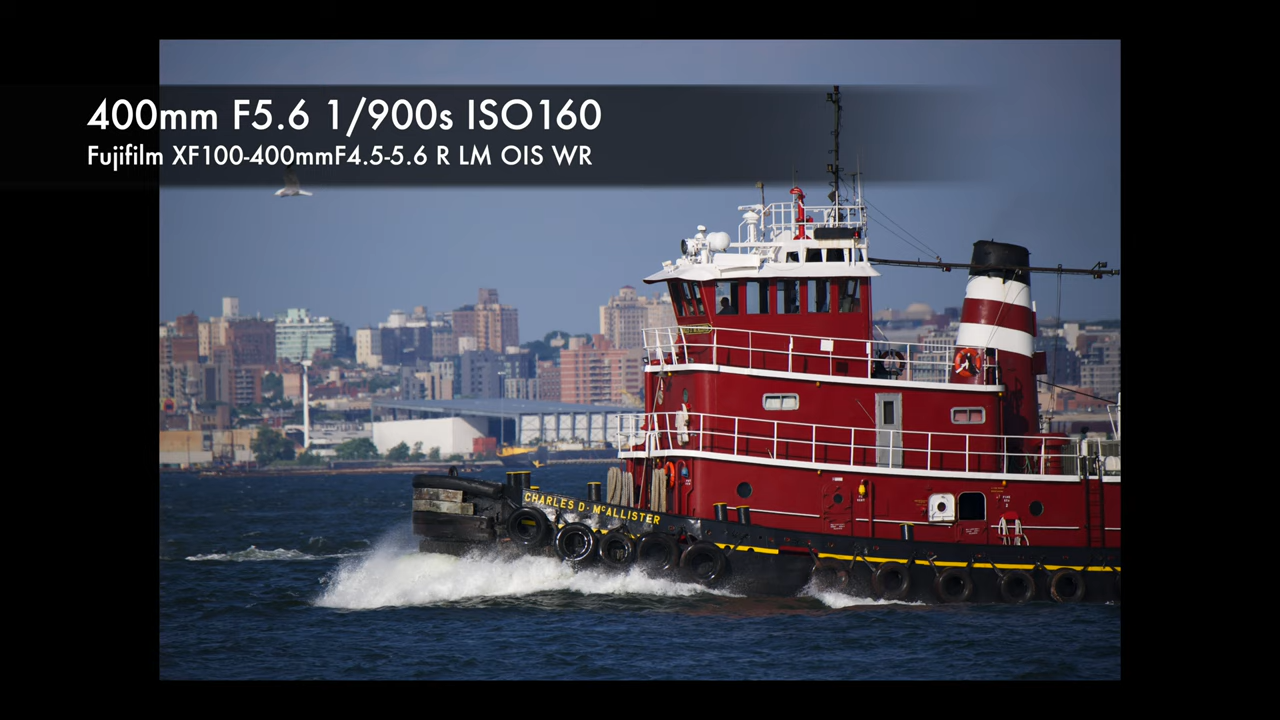 400mm F5.6 1/900s ISO160
Fujifilm XF100-400mmF4.5-5.6 R LM OIS WR
CHARLES D. McALLISTER